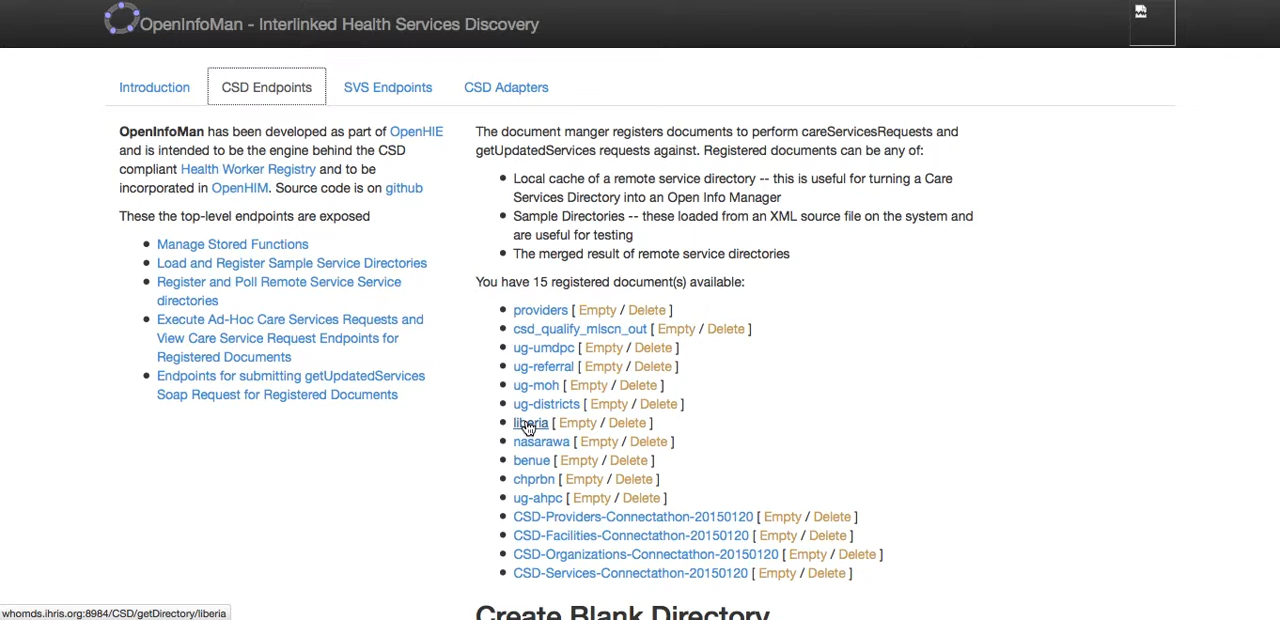 OpenInfoMan - Interlinked Health Services Discovery
Introduction
CSD Endpoints
SVS Endpoints
CSD Adapters
OpenInfoMan has been developed as part of OpenHIE
and is intended to be the engine behind the CSD
compliant Health Worker Registry and to be
incorporated in OpenHIM. Source code is on github
These the top-level endpoints are exposed
Manage Stored Functions
Load and Register Sample Service Directories
Register and Poll Remote Service Service
directories
Execute Ad-Hoc Care Services Requests and
View Care Service Request Endpoints for
Registered Documents
Endpoints for submitting getUpdatedServices
Soap Request for Registered Documents
The document manger registers documents to perform careServicesRequests and
getUpdatedServices requests against. Registered documents can be any of:
Local cache of a remote service directory -- this is useful for turning a Care
Services Directory into an Open Info Manager
Sample Directories -- these loaded from an XML source file on the system and
are useful for testing
The merged result of remote service directories
You have 15 registered document(s) available:
providers [ Empty / Delete ]
csd_qualify_mlscn_out [ Empty / Delete ]
ug-umdpc [ Empty / Delete ]
ug-referral [ Empty / Delete ]
ug-moh [ Empty / Delete ]
ug-districts [ Empty / Delete ]
liberia [ Empty / Delete ]
nasarawa [ Empty / Delete ]
benue [ Empty / Delete ]
chprbn [ Empty / Delete ]
ug-ahpc [ Empty / Delete ]
CSD-Providers-Connectathon-20150120 [ Empty / Delete ]
CSD-Facilities-Connectathon-20150120 [ Empty / Delete ]
CSD-Organizations-Connectathon-20150120 [ Empty / Delete ]
CSD-Services-Connectathon-20150120 [ Empty / Delete ]
Create Blank Directory
whomds.ihris.org:8984/CSD/getDirectory/liberia